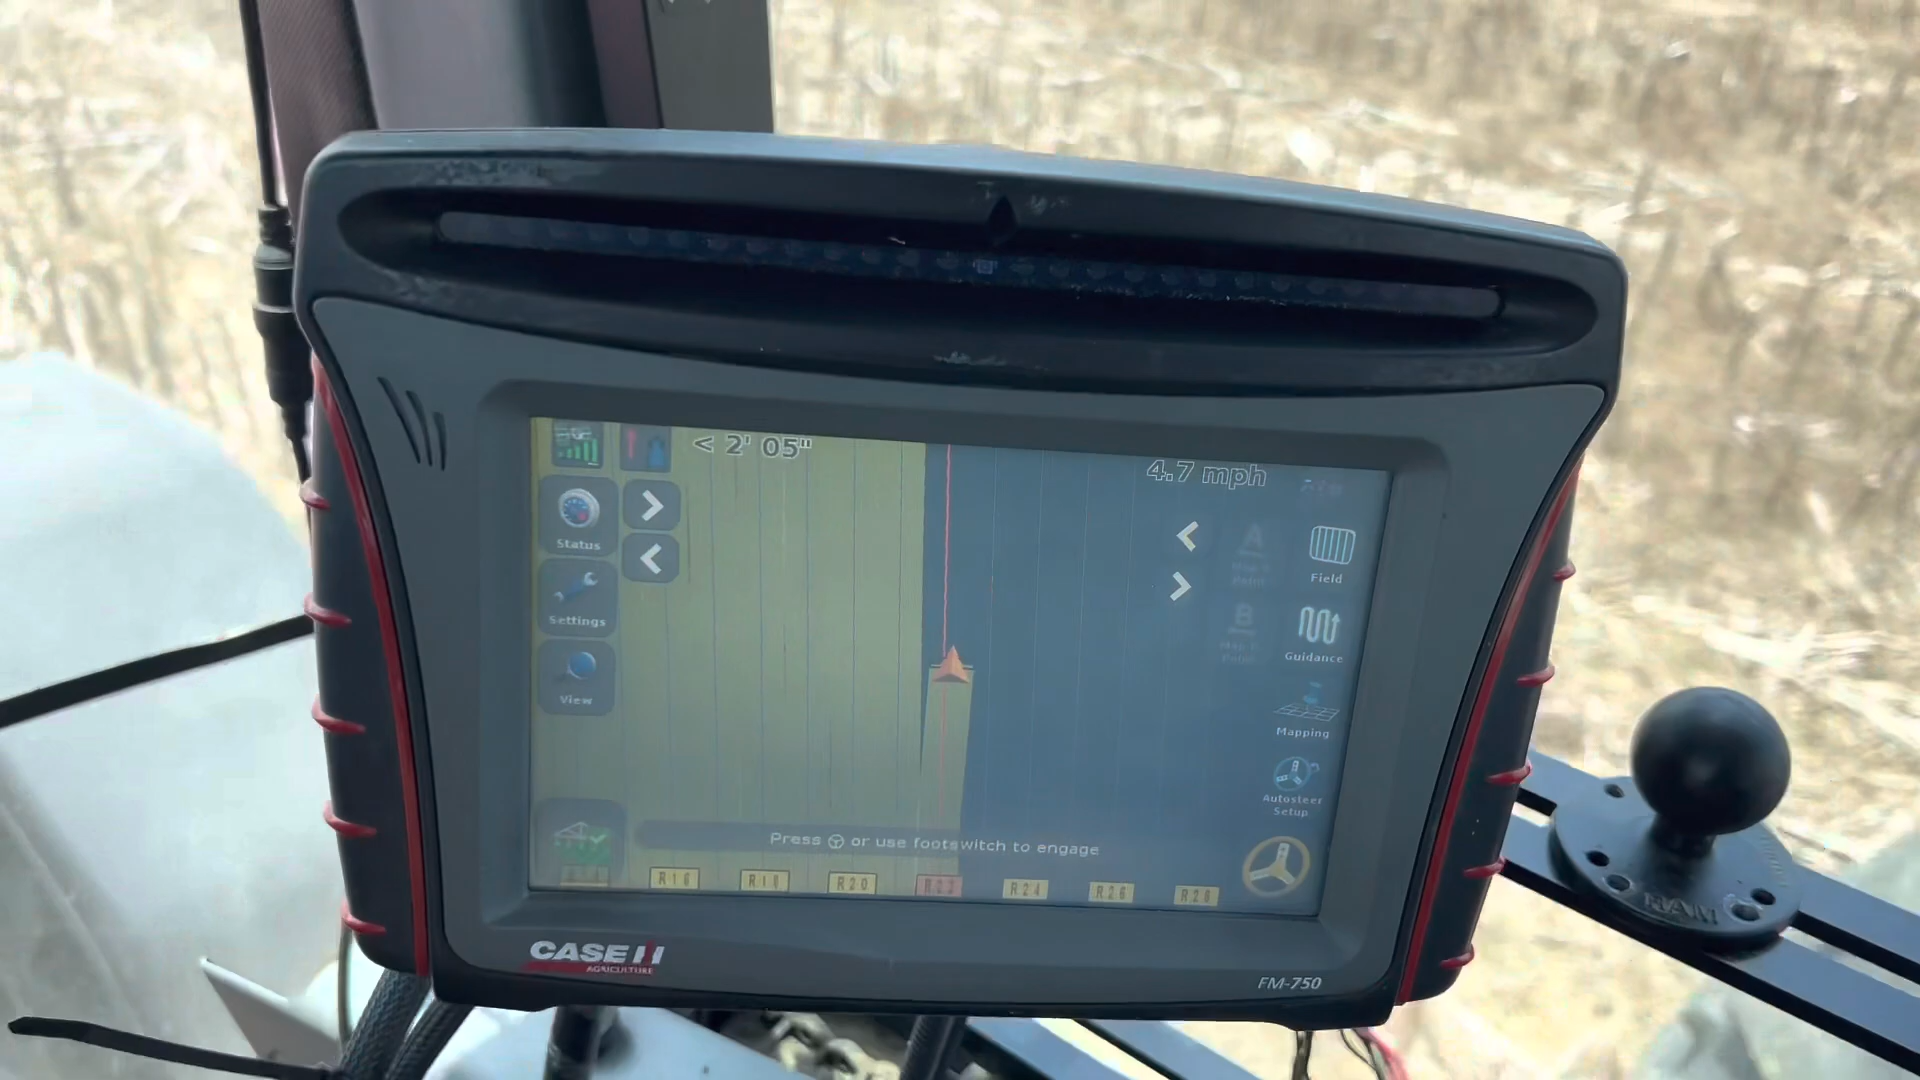 < 2' 05"
4.7 mph
Status
Settings
View
A
B
Field
Guidance
Mapping
Autosteer
Setup
Press or use footswitch to engage
R16
R18
R20
R24
R26
R28
CASE IH
AGRICULTURE
FM-750
RAM